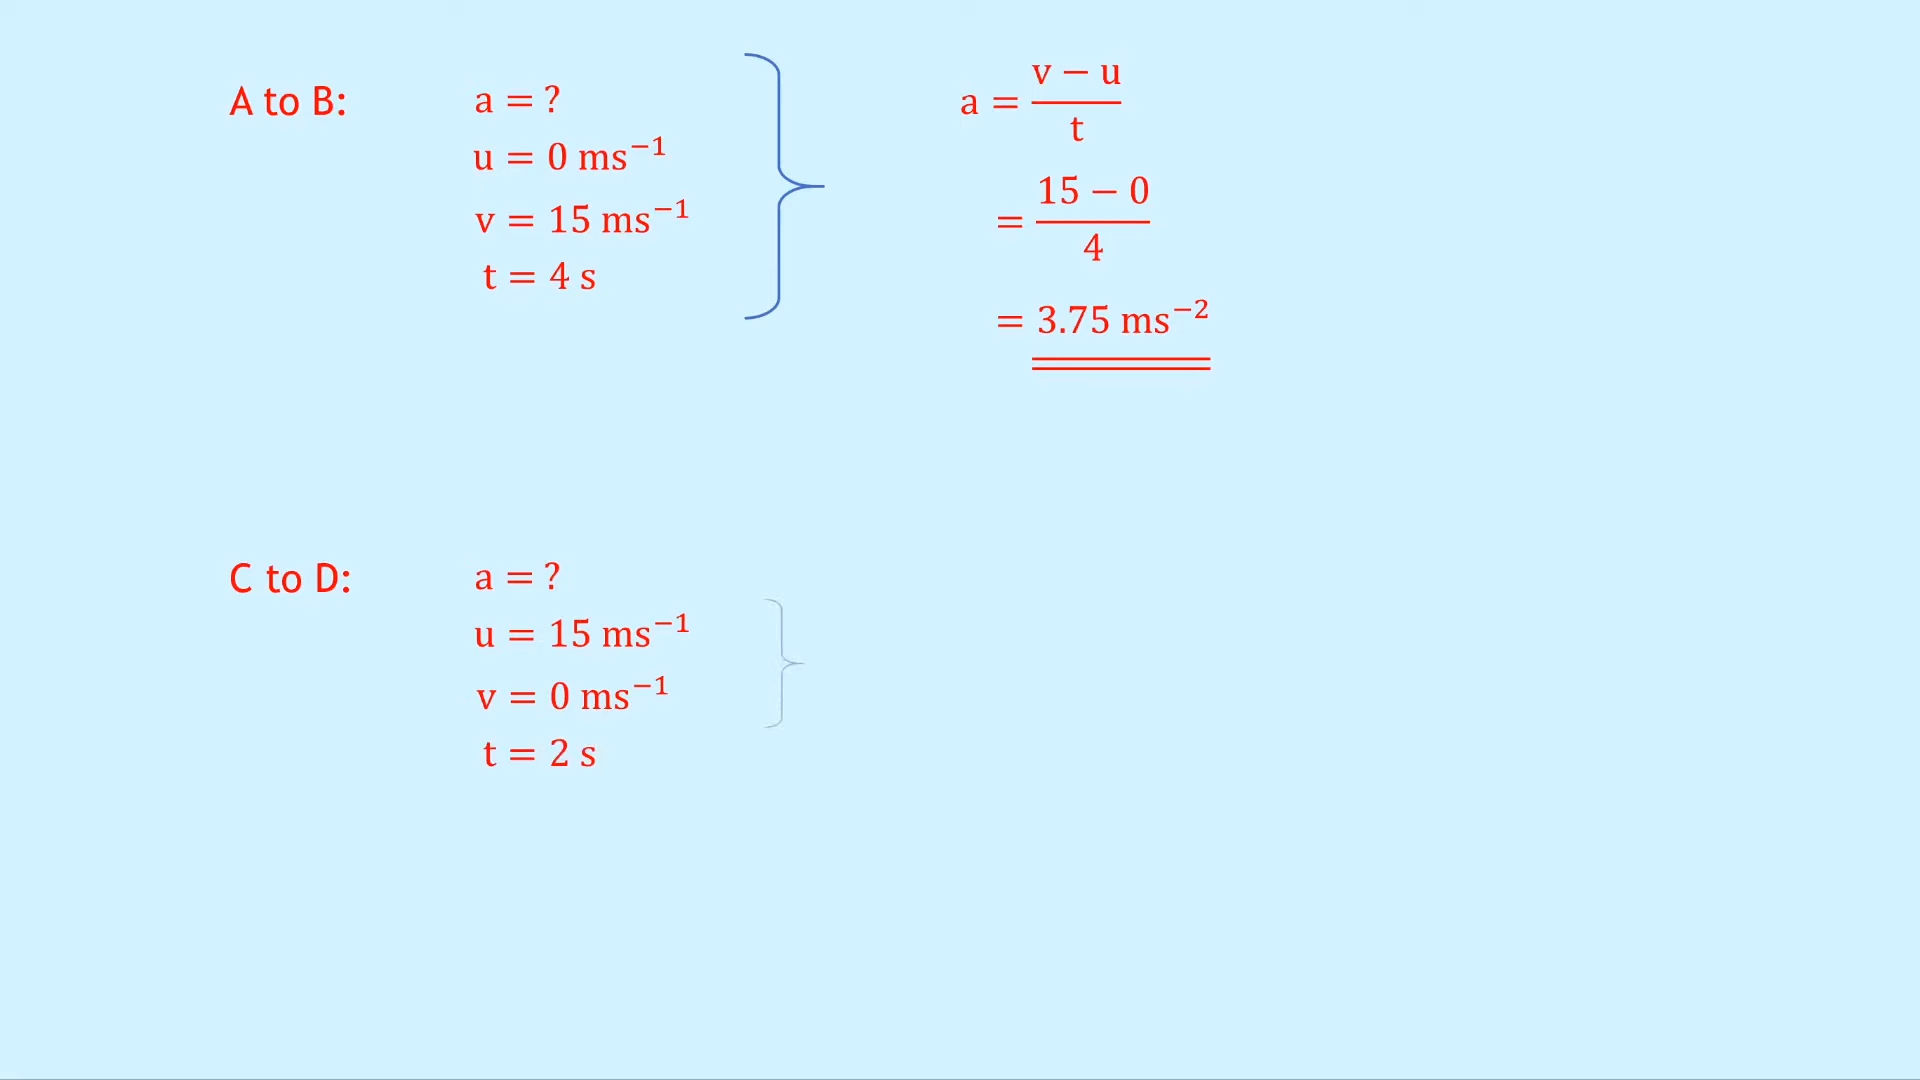 A to B:
a = ?
u = 0 ms⁻¹
v = 15 ms⁻¹
t = 4 s
a = (v − u)/t
= (15 − 0)/4
= 3.75 ms⁻²
C to D:
a = ?
u = 15 ms⁻¹
v = 0 ms⁻¹
t = 2 s